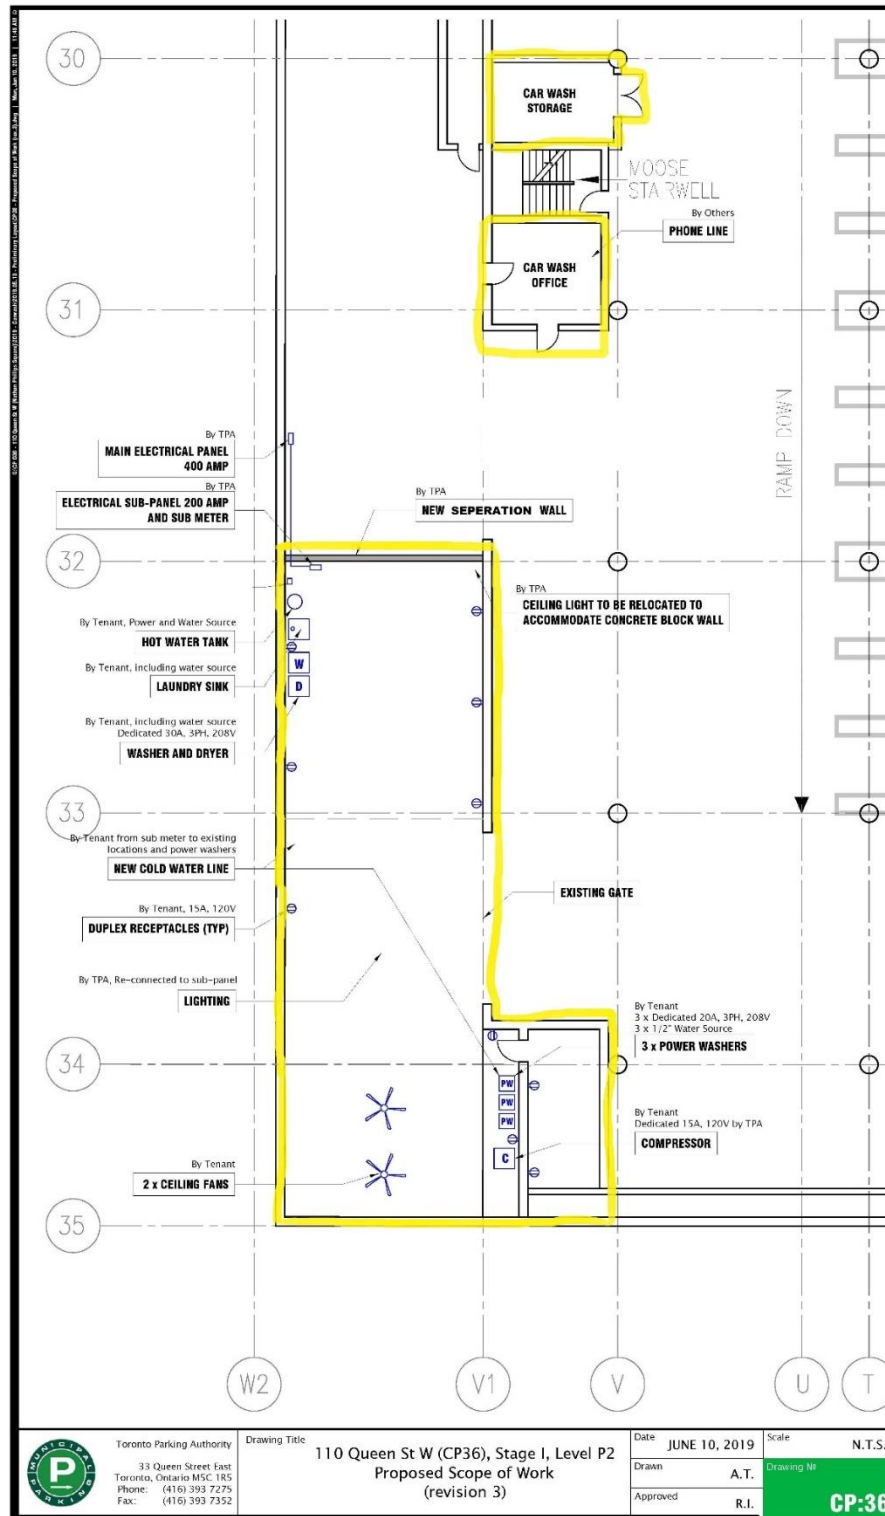 30
CAR WASH
STORAGE
MOOSE
STAIRWELL
By Others
PHONE LINE
CAR WASH
OFFICE
31
RAMP DOWN
By TPA
MAIN ELECTRICAL PANEL
400 AMP
By TPA
ELECTRICAL SUB-PANEL 200 AMP
AND SUB METER
By TPA
NEW SEPERATION WALL
32
By TPA
CEILING LIGHT TO BE RELOCATED TO
ACCOMMODATE CONCRETE BLOCK WALL
By Tenant, Power and Water Source
HOT WATER TANK
By Tenant, including water source
LAUNDRY SINK
W
D
By Tenant, including water source
Dedicated 30A, 3PH, 208V
WASHER AND DRYER
33
By Tenant from sub meter to existing
locations and power washers
NEW COLD WATER LINE
EXISTING GATE
By Tenant, 15A, 120V
DUPLEX RECEPTACLES (TYP)
By TPA, Re-connected to sub-panel
LIGHTING
By Tenant
3 x Dedicated 20A, 3PH, 208V
3 x 1/2" Water Source
3 x POWER WASHERS
34
PW
PW
PW
C
By Tenant
Dedicated 15A, 120V by TPA
COMPRESSOR
By Tenant
2 x CEILING FANS
35
W2
V1
V
U
T
MUNICIPAL
P
PARKING
Toronto Parking Authority
33 Queen Street East
Toronto, Ontario M5C 1R5
Phone: (416) 393 7275
Fax: (416) 393 7352
Drawing Title
110 Queen St W (CP36), Stage I, Level P2
Proposed Scope of Work
(revision 3)
Date
JUNE 10, 2019
Drawn
A.T.
Approved
R.I.
Scale
N.T.S.
Drawing №
CP:36